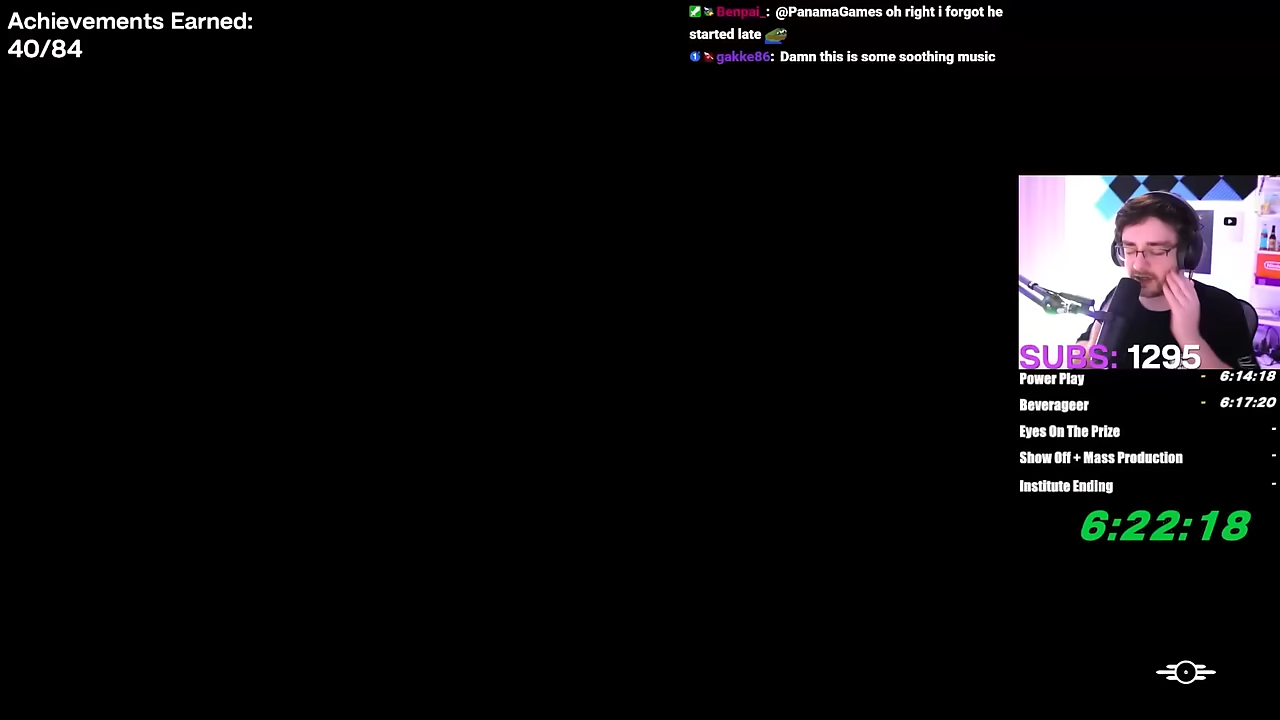 Achievements Earned:
40/84
Benpai_: @PanamaGames oh right i forgot he
started late
gakke86: Damn this is some soothing music
SUBS: 1295
Power Play - 6:14:18
Beverageer - 6:17:20
Eyes On The Prize -
Show Off + Mass Production -
Institute Ending -
6:22:18